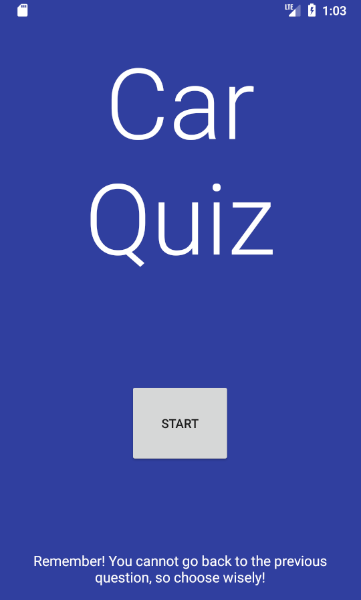 LTE 1:03
Car
Quiz
START
Remember! You cannot go back to the previous
question, so choose wisely!